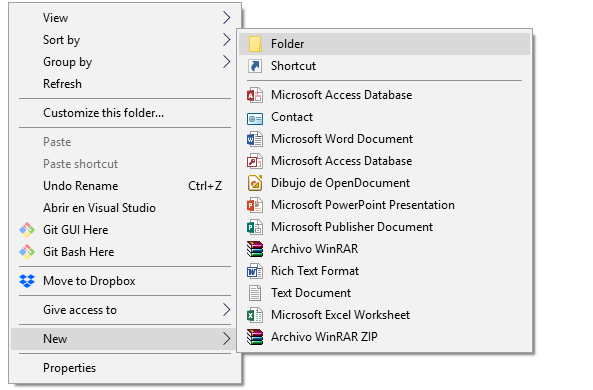 View
Sort by
Group by
Refresh
Customize this folder...
Paste
Paste shortcut
Undo Rename Ctrl+Z
Abrir en Visual Studio
Git GUI Here
Git Bash Here
Move to Dropbox
Give access to
New
Properties
Folder
Shortcut
Microsoft Access Database
Contact
Microsoft Word Document
Microsoft Access Database
Dibujo de OpenDocument
Microsoft PowerPoint Presentation
Microsoft Publisher Document
Archivo WinRAR
Rich Text Format
Text Document
Microsoft Excel Worksheet
Archivo WinRAR ZIP